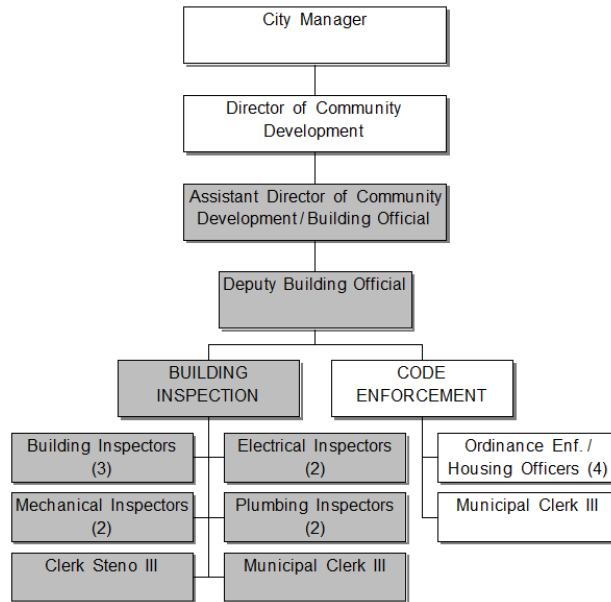 City Manager
Director of Community
Development
Assistant Director of Community
Development / Building Official
Deputy Building Official
BUILDING
INSPECTION
CODE
ENFORCEMENT
Building Inspectors
(3)
Electrical Inspectors
(2)
Ordinance Enf. /
Housing Officers (4)
Mechanical Inspectors
(2)
Plumbing Inspectors
(2)
Municipal Clerk III
Clerk Steno III
Municipal Clerk III